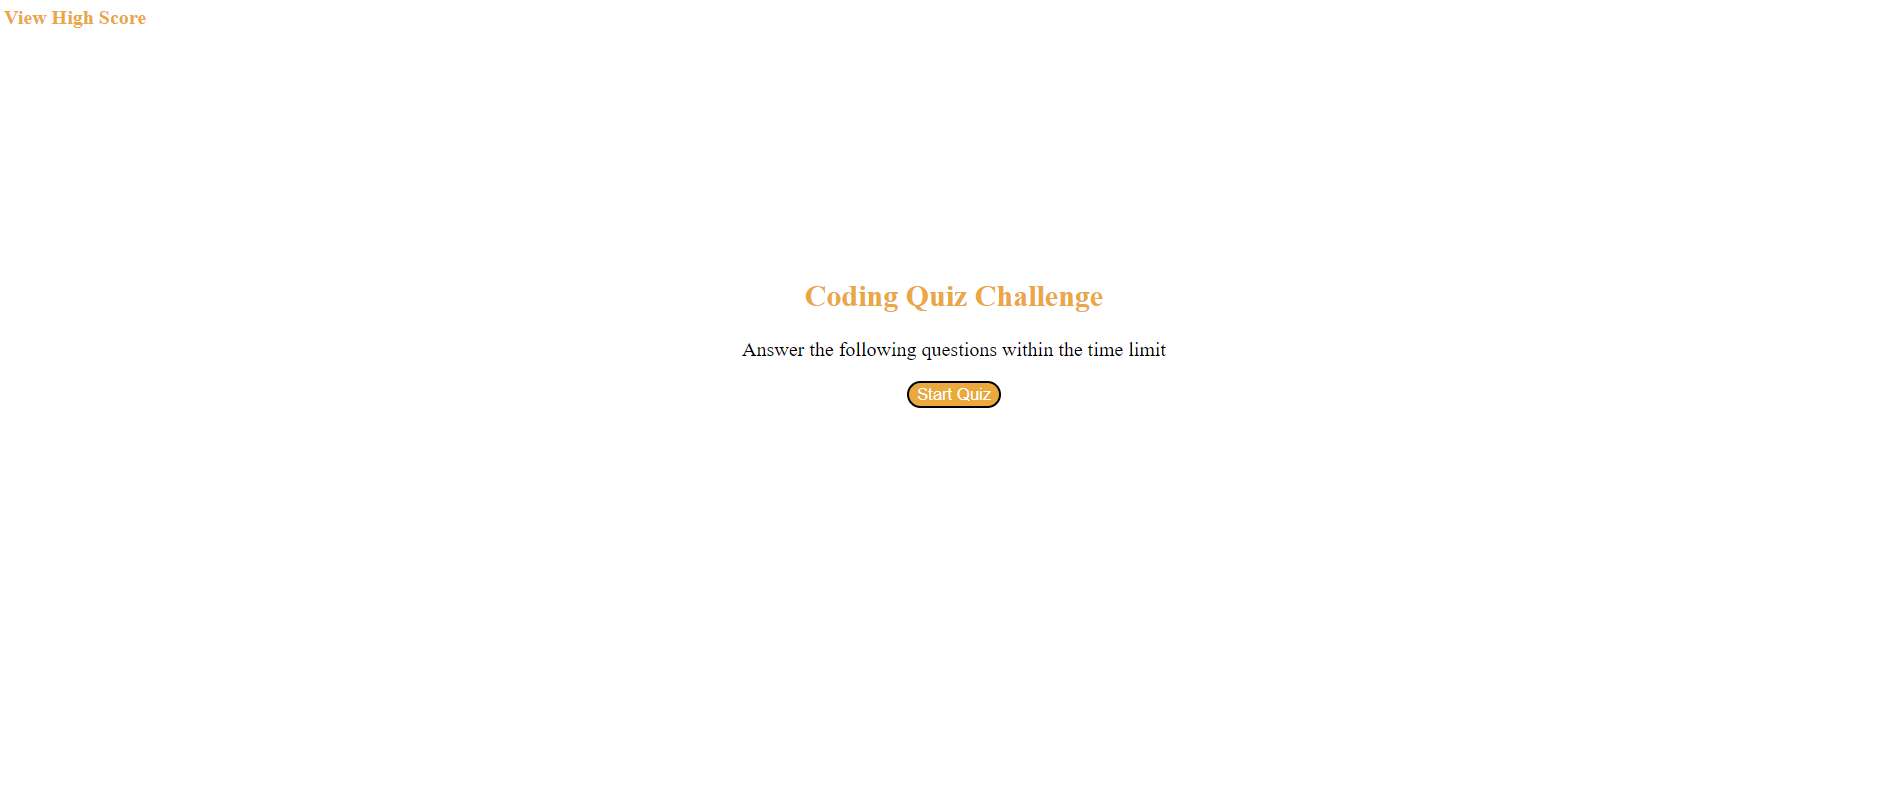 View High Score
Coding Quiz Challenge
Answer the following questions within the time limit
Start Quiz